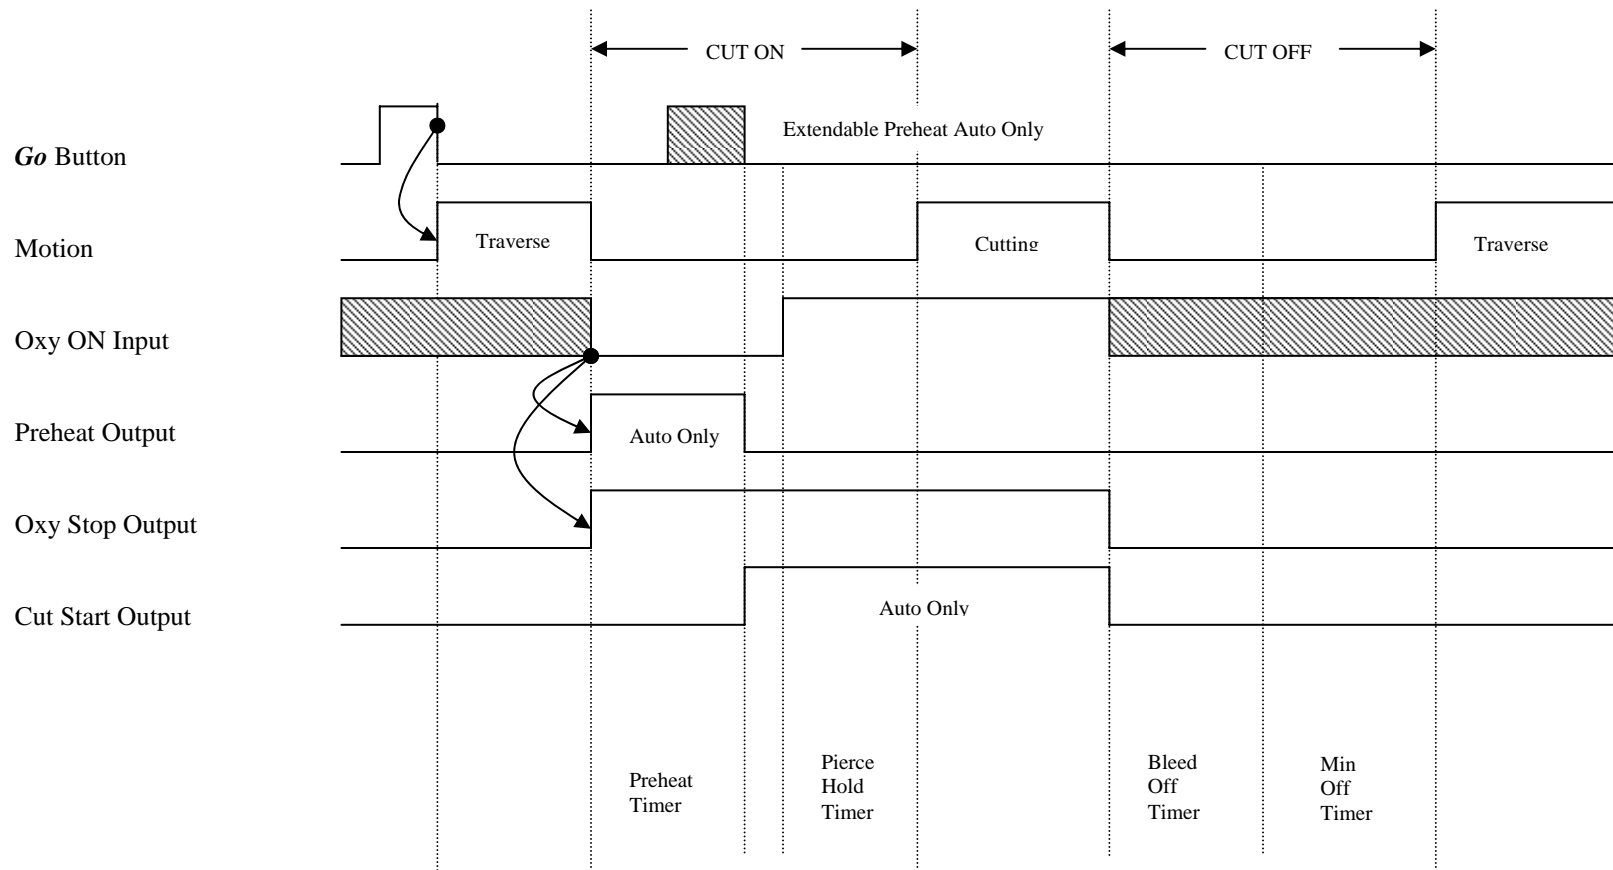 CUT ON
CUT OFF
Go Button
Extendable Preheat Auto Only
Motion
Traverse
Cutting
Traverse
Oxy ON Input
Preheat Output
Auto Only
Oxy Stop Output
Cut Start Output
Auto Only
Preheat
Timer
Pierce
Hold
Timer
Bleed
Off
Timer
Min
Off
Timer